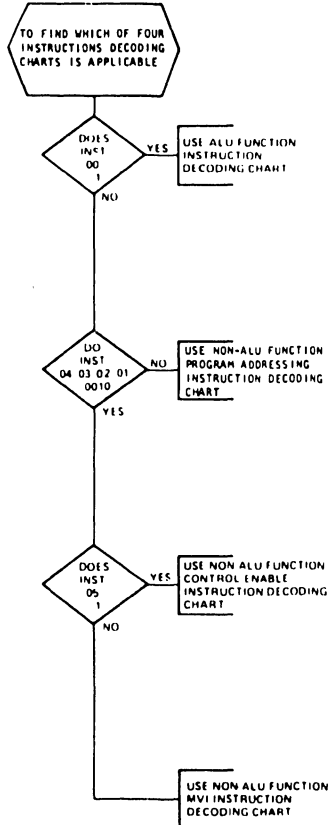 TO FIND WHICH OF FOUR
INSTRUCTIONS DECODING
CHARTS IS APPLICABLE
DOES
INST
00
1
YES
USE ALU FUNCTION
INSTRUCTION
DECODING CHART
NO
DO
INST
04 03 02 01
0010
NO
USE NON-ALU FUNCTION
PROGRAM ADDRESSING
INSTRUCTION DECODING
CHART
YES
DOES
INST
05
1
YES
USE NON ALU FUNCTION
CONTROL ENABLE
INSTRUCTION DECODING
CHART
NO
USE NON ALU FUNCTION
MVI INSTRUCTION
DECODING CHART